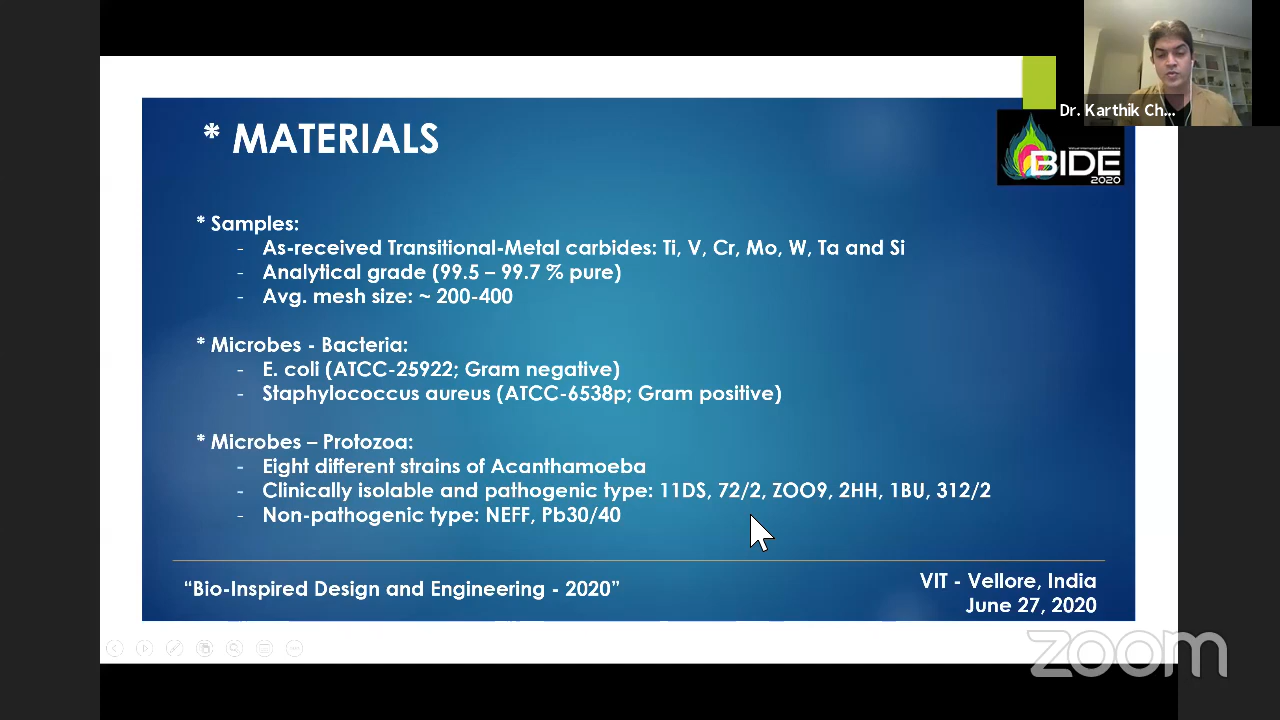 Dr. Karthik Ch...
* MATERIALS
Virtual International Conference
BIDE
2020
* Samples:
- As-received Transitional-Metal carbides: Ti, V, Cr, Mo, W, Ta and Si
- Analytical grade (99.5 – 99.7 % pure)
- Avg. mesh size: ~ 200-400
* Microbes - Bacteria:
- E. coli (ATCC-25922; Gram negative)
- Staphylococcus aureus (ATCC-6538p; Gram positive)
* Microbes – Protozoa:
- Eight different strains of Acanthamoeba
- Clinically isolable and pathogenic type: 11DS, 72/2, ZOO9, 2HH, 1BU, 312/2
- Non-pathogenic type: NEFF, Pb30/40
“Bio-Inspired Design and Engineering - 2020”
VIT - Vellore, India
June 27, 2020
zoom